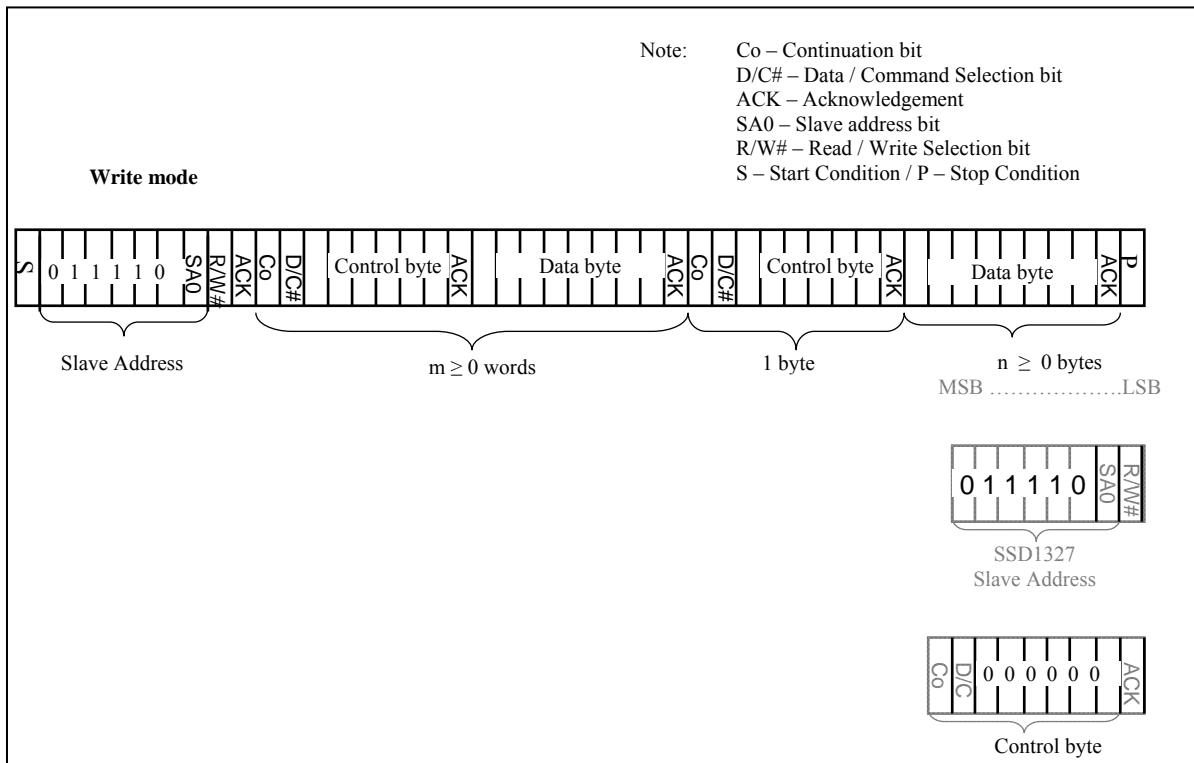 Note: Co – Continuation bit
D/C# – Data / Command Selection bit
ACK – Acknowledgement
SA0 – Slave address bit
R/W# – Read / Write Selection bit
S – Start Condition / P – Stop Condition
Write mode
S 0 1 1 1 1 0 SA0 R/W# ACK Co D/C# Control byte ACK Data byte ACK Co D/C# Control byte ACK Data byte ACK P
Slave Address m ≥ 0 words 1 byte n ≥ 0 bytes
MSB ……………….LSB
0 1 1 1 1 0 SA0 R/W#
SSD1327
Slave Address
Co D/C 0 0 0 0 0 0 ACK
Control byte